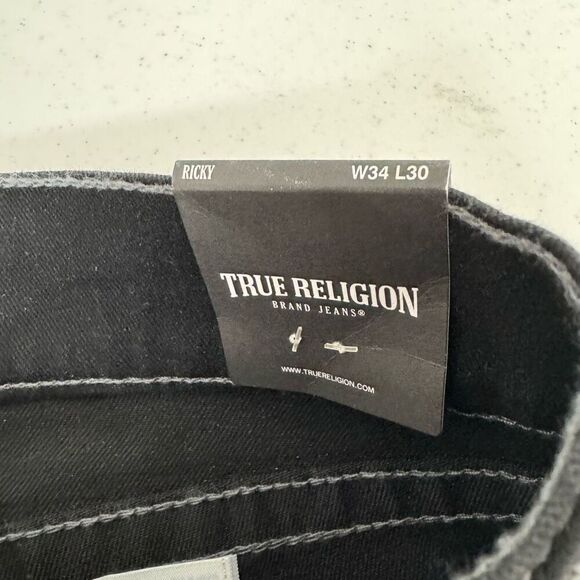 RICKY W34 L30
TRUE RELIGION
BRAND JEANS®
WWW.TRUERELIGION.COM